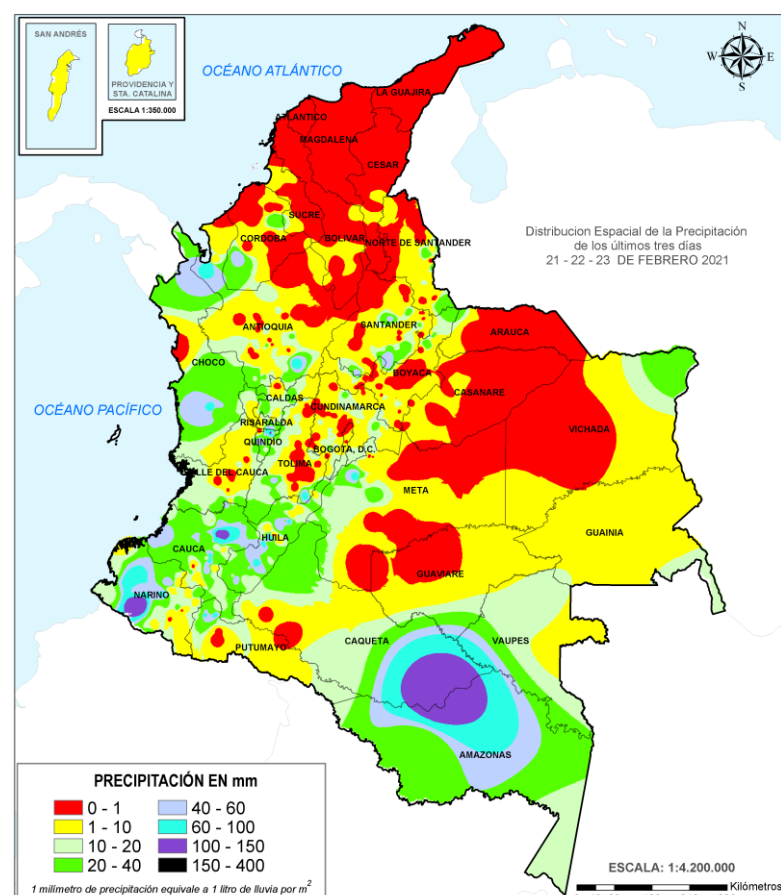 SAN ANDRÉS
PROVIDENCIA Y
STA. CATALINA
ESCALA 1:350.000
OCÉANO ATLÁNTICO
N
W
E
S
LA GUAJIRA
ATLANTICO
MAGDALENA
CESAR
SUCRE
CORDOBA
BOLIVAR
NORTE DE SANTANDER
Distribucion Espacial de la Precipitación
de los últimos tres días
21 - 22 - 23 DE FEBRERO 2021
ANTIOQUIA
SANTANDER
ARAUCA
CHOCO
BOYACA
CASANARE
OCÉANO PACÍFICO
CALDAS
CUNDINAMARCA
RISARALDA
VICHADA
QUINDIO
BOGOTA, D.C.
TOLIMA
VALLE DEL CAUCA
META
GUAINIA
HUILA
CAUCA
GUAVIARE
NARIÑO
CAQUETA
VAUPES
PUTUMAYO
AMAZONAS
PRECIPITACIÓN EN mm
0 - 1
40 - 60
1 - 10
60 - 100
10 - 20
100 - 150
20 - 40
150 - 400
1 milímetro de precipitación equivale a 1 litro de lluvia por m2
ESCALA: 1:4.200.000
Kilómetros